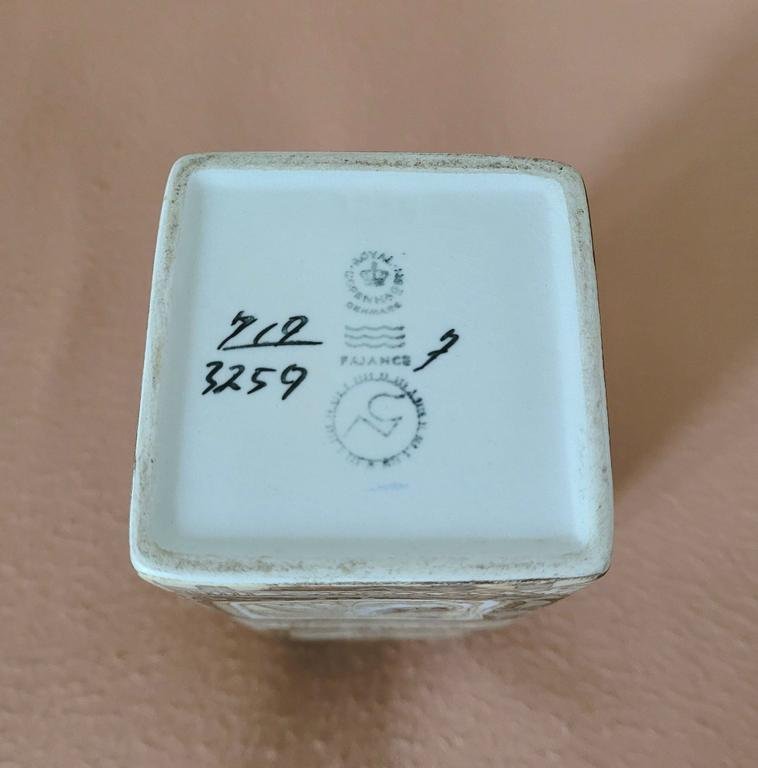 ROYAL COPENHAGEN
DENMARK
719
FAJANCE 7
3259